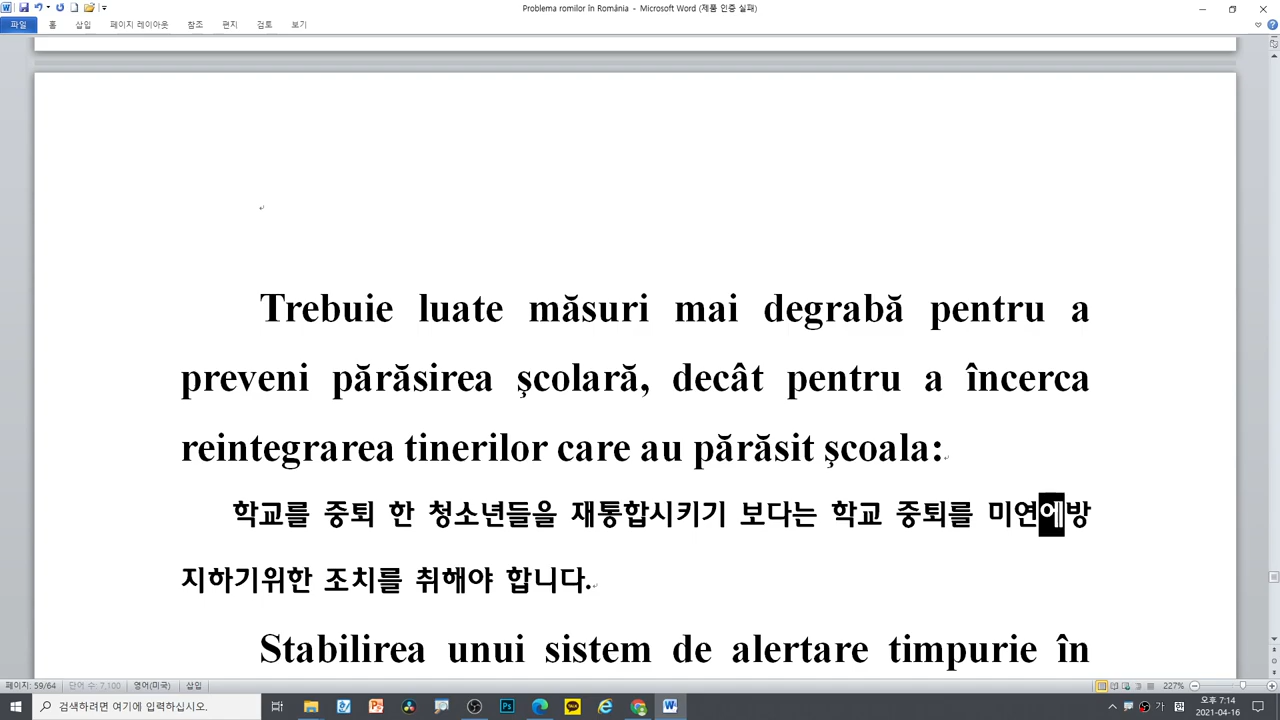 Problema romilor în Románia - Microsoft Word (제품 인증 실패)
파일 홈 삽입 페이지 레이아웃 참조 편지 검토 보기
Trebuie luate măsuri mai degrabă pentru a
preveni părăsirea şcolară, decât pentru a încerca
reintegrarea tinerilor care au părăsit şcoala:
학교를 중퇴 한 청소년들을 재통합시키기 보다는 학교 중퇴를 미연에방
지하기위한 조치를 취해야 합니다.
Stabilirea unui sistem de alertare timpurie în
페이지: 59/64 단어 수: 7,100 영어(미국) 삽입 227%
검색하려면 여기에 입력하십시오. 가 오후 7:14
2021-04-16